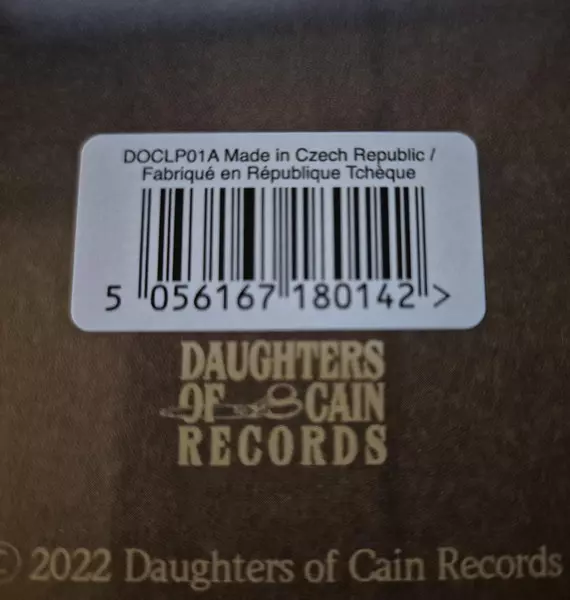 DOCLP01A Made in Czech Republic /
Fabriqué en République Tchèque
5 056167 180142 >
DAUGHTERS
OF CAIN
RECORDS
© 2022 Daughters of Cain Records